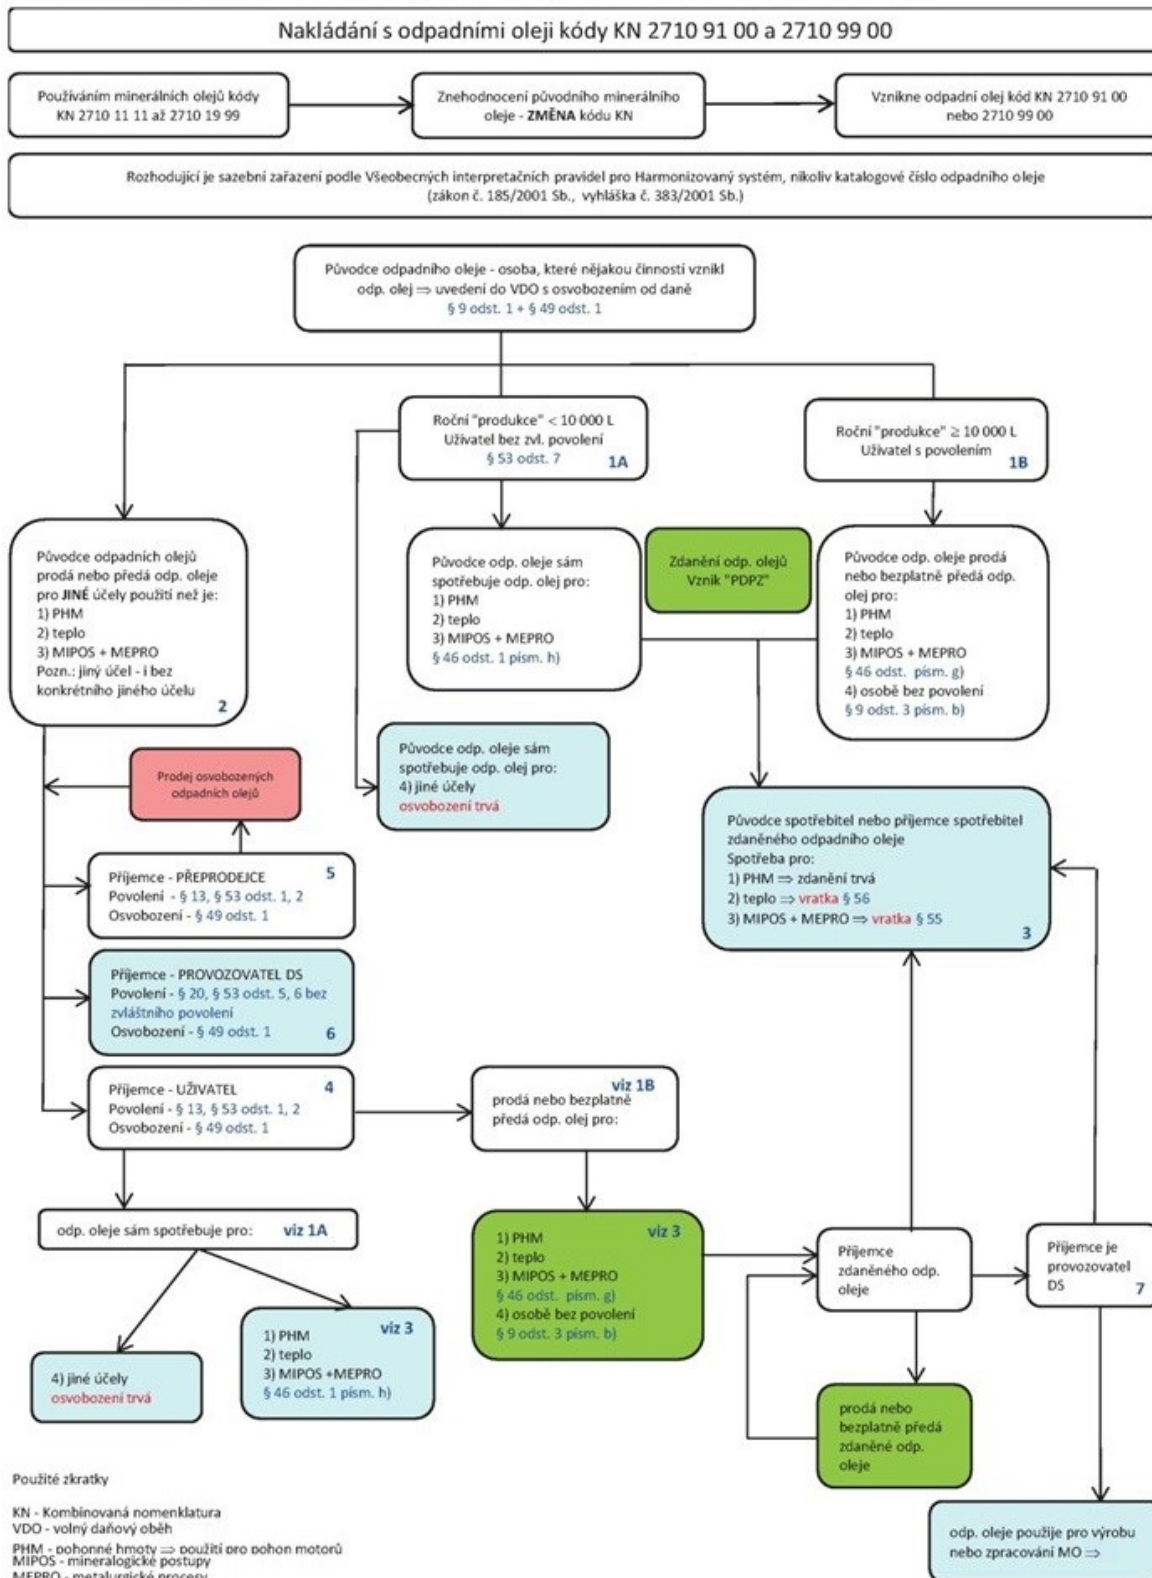 Nakládání s odpadními oleji kódy KN 2710 91 00 a 2710 99 00
Používáním minerálních olejů kódy
KN 2710 11 11 až 2710 19 99
Znehodnocení původního minerálního
oleje - ZMĚNA kódu KN
Vznikne odpadní olej kód KN 2710 91 00
nebo 2710 99 00
Rozhodující je sazební zařazení podle Všeobecných interpretačních pravidel pro Harmonizovaný systém, nikoliv katalogové číslo odpadního oleje
(zákon č. 185/2001 Sb., vyhláška č. 383/2001 Sb.)
Původce odpadního oleje - osoba, které nějakou činností vznikl
odp. olej ⇒ uvedení do VDO s osvobozením od daně
§ 9 odst. 1 + § 49 odst. 1
Roční "produkce" < 10 000 L
Uživatel bez zvl. povolení
§ 53 odst. 7
1A
Roční "produkce" ≥ 10 000 L
Uživatel s povolením
1B
Původce odpadních olejů
prodá nebo předá odp. oleje
pro JINÉ účely použití než je:
1) PHM
2) teplo
3) MIPOS + MEPRO
Pozn.: jiný účel - i bez
konkrétního jiného účelu
2
Původce odp. oleje sám
spotřebuje odp. olej pro:
1) PHM
2) teplo
3) MIPOS + MEPRO
§ 46 odst. 1 písm. h)
Zdanění odp. olejů
Vznik "PDPZ"
Původce odp. oleje prodá
nebo bezplatně předá odp.
olej pro:
1) PHM
2) teplo
3) MIPOS + MEPRO
§ 46 odst. písm. g)
4) osobě bez povolení
§ 9 odst. 3 písm. b)
Prodej osvobozených
odpadních olejů
Původce odp. oleje sám
spotřebuje odp. olej pro:
4) jiné účely
osvobození trvá
Původce spotřebitel nebo příjemce spotřebitel
zdaněného odpadního oleje
Spotřeba pro:
1) PHM ⇒ zdanění trvá
2) teplo ⇒ vratka § 56
3) MIPOS + MEPRO ⇒ vratka § 55
3
Příjemce - PŘEPRODEJCE
5
Povolení - § 13, § 53 odst. 1, 2
Osvobození - § 49 odst. 1
Příjemce - PROVOZOVATEL DS
Povolení - § 20, § 53 odst. 5, 6 bez
zvláštního povolení
Osvobození - § 49 odst. 1
6
Příjemce - UŽIVATEL
4
Povolení - § 13, § 53 odst. 1, 2
Osvobození - § 49 odst. 1
viz 1B
prodá nebo bezplatně
předá odp. olej pro:
odp. oleje sám spotřebuje pro: viz 1A
1) PHM
viz 3
2) teplo
3) MIPOS + MEPRO
§ 46 odst. písm. g)
4) osobě bez povolení
§ 9 odst. 3 písm. b)
Příjemce
zdaněného odp.
oleje
Příjemce je
provozovatel
DS
7
4) jiné účely
osvobození trvá
viz 3
1) PHM
2) teplo
3) MIPOS +MEPRO
§ 46 odst. 1 písm. h)
prodá nebo
bezplatně předá
zdaněné odp.
oleje
odp. oleje použije pro výrobu
nebo zpracování MO ⇒
Použité zkratky
KN - Kombinovaná nomenklatura
VDO - volný daňový oběh
PHM - pohonné hmoty ⇒ použití pro pohon motorů
MIPOS - mineralogické postupy
MEPRO - metalurgické procesy